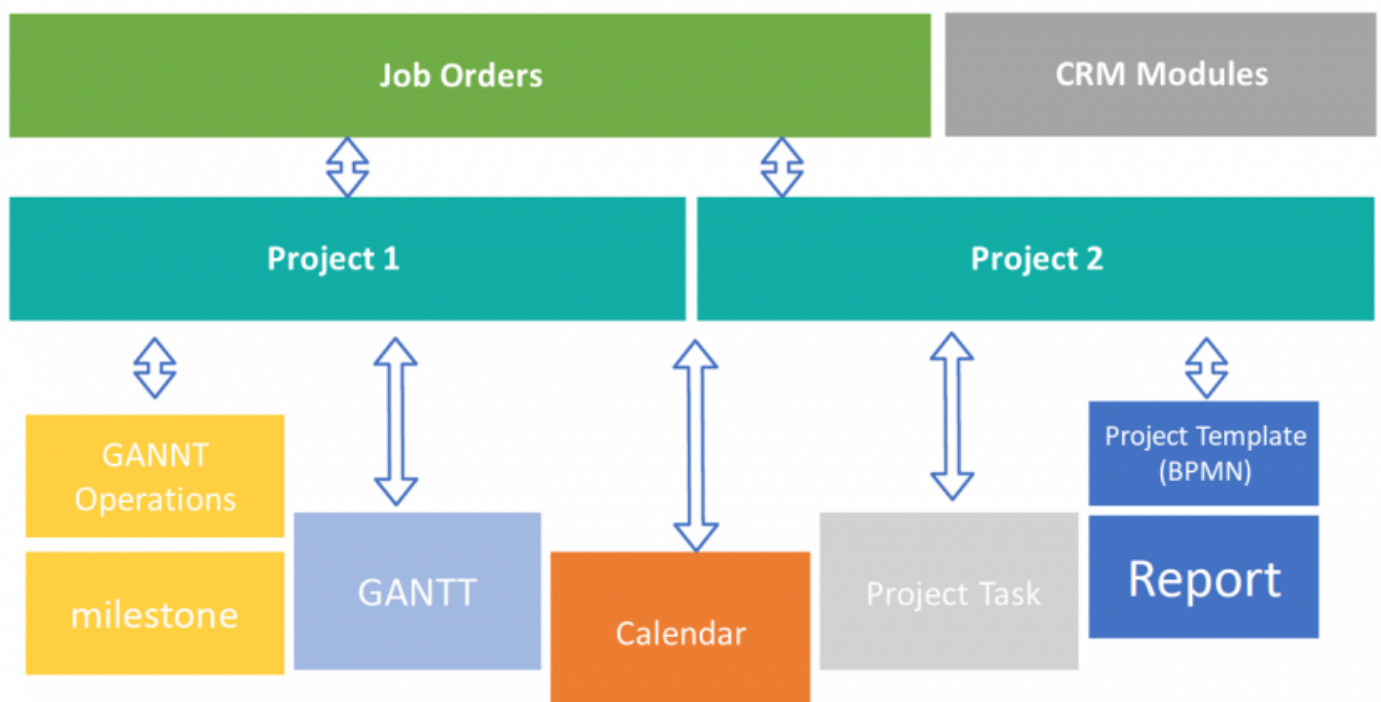 Job Orders
CRM Modules
Project 1
Project 2
GANNT
Operations
milestone
GANTT
Calendar
Project Task
Project Template
(BPMN)
Report